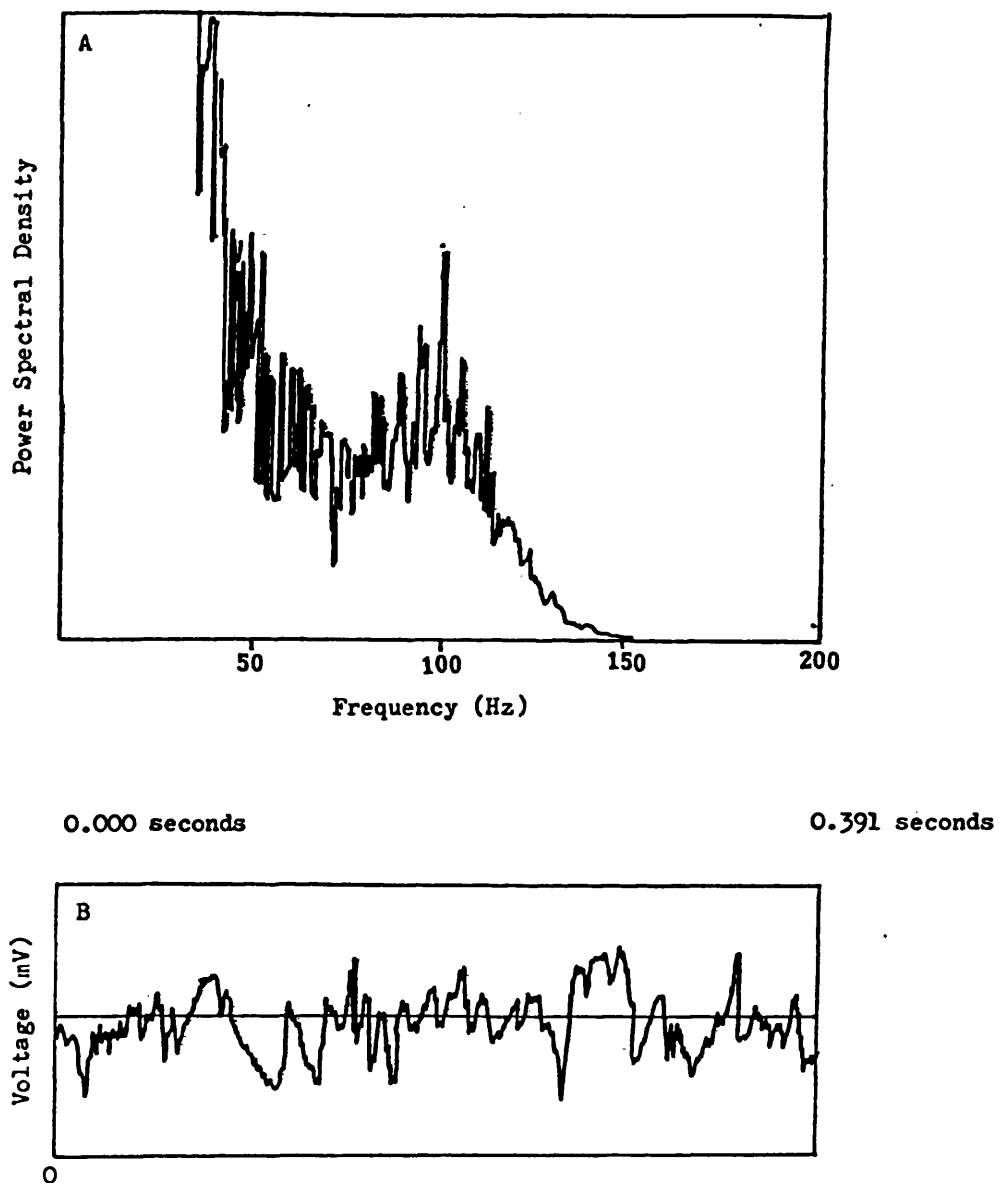 A
Power Spectral Density
50 100 150 200
Frequency (Hz)
0.000 seconds 0.391 seconds
B
Voltage (mV)
0